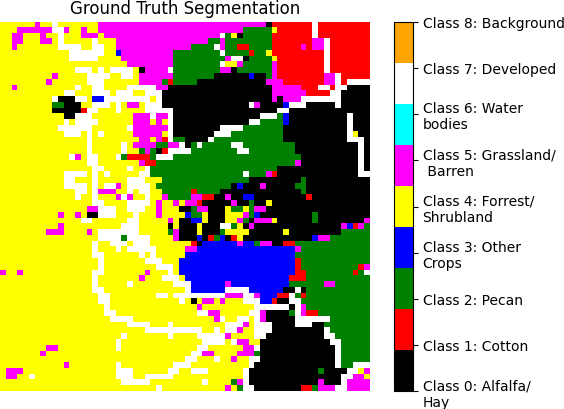 Ground Truth Segmentation
Class 8: Background
Class 7: Developed
Class 6: Water
bodies
Class 5: Grassland/
Barren
Class 4: Forrest/
Shrubland
Class 3: Other
Crops
Class 2: Pecan
Class 1: Cotton
Class 0: Alfalfa/
Hay